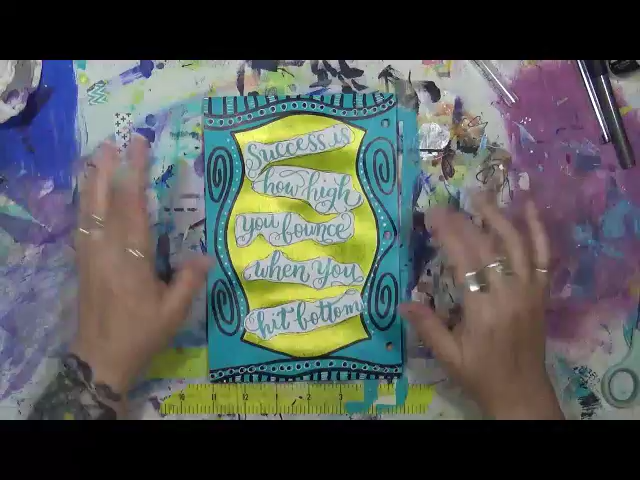 Success is
how high
you bounce
when you
hit bottom